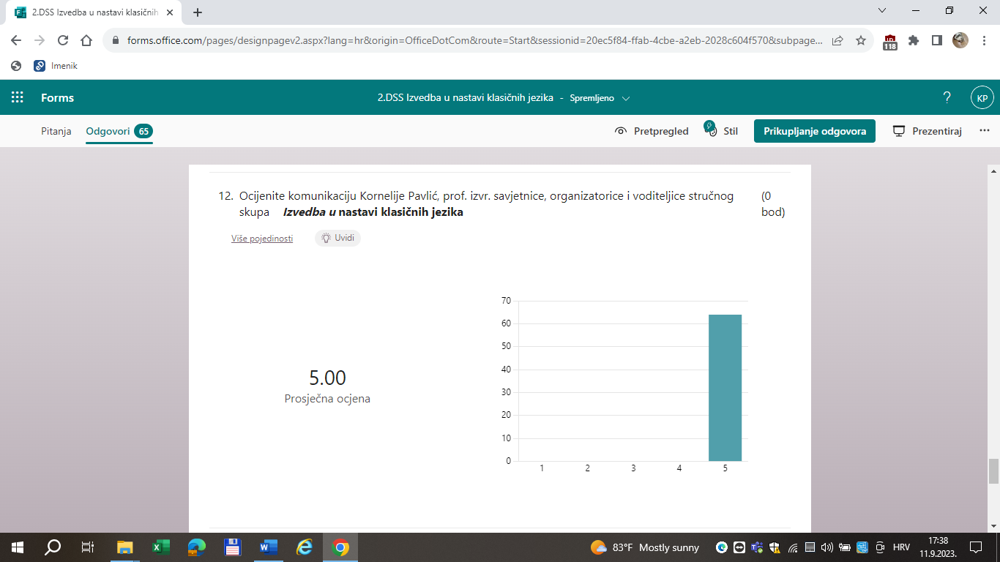 2.DSS Izvedba u nastavi klasičnih
forms.office.com/pages/designpagev2.aspx?lang=hr&origin=OfficeDotCom&route=Start&sessionid=20ec5f84-ffab-4cbe-a2eb-2028c604f570&subpage...
118
Imenik
Forms
2.DSS Izvedba u nastavi klasičnih jezika - Spremljeno
?
KP
Pitanja
Odgovori 65
Pretpregled
Stil
Prikupljanje odgovora
Prezentiraj
12. Ocijenite komunikaciju Kornelije Pavlić, prof. izvr. savjetnice, organizatorice i voditeljice stručnog
skupa Izvedba u nastavi klasičnih jezika
(0
bod)
Više pojedinosti
Uvidi
5.00
Prosječna ocjena
70
60
50
40
30
20
10
0
1 2 3 4 5
83°F Mostly sunny
HRV
17:38
11.9.2023.